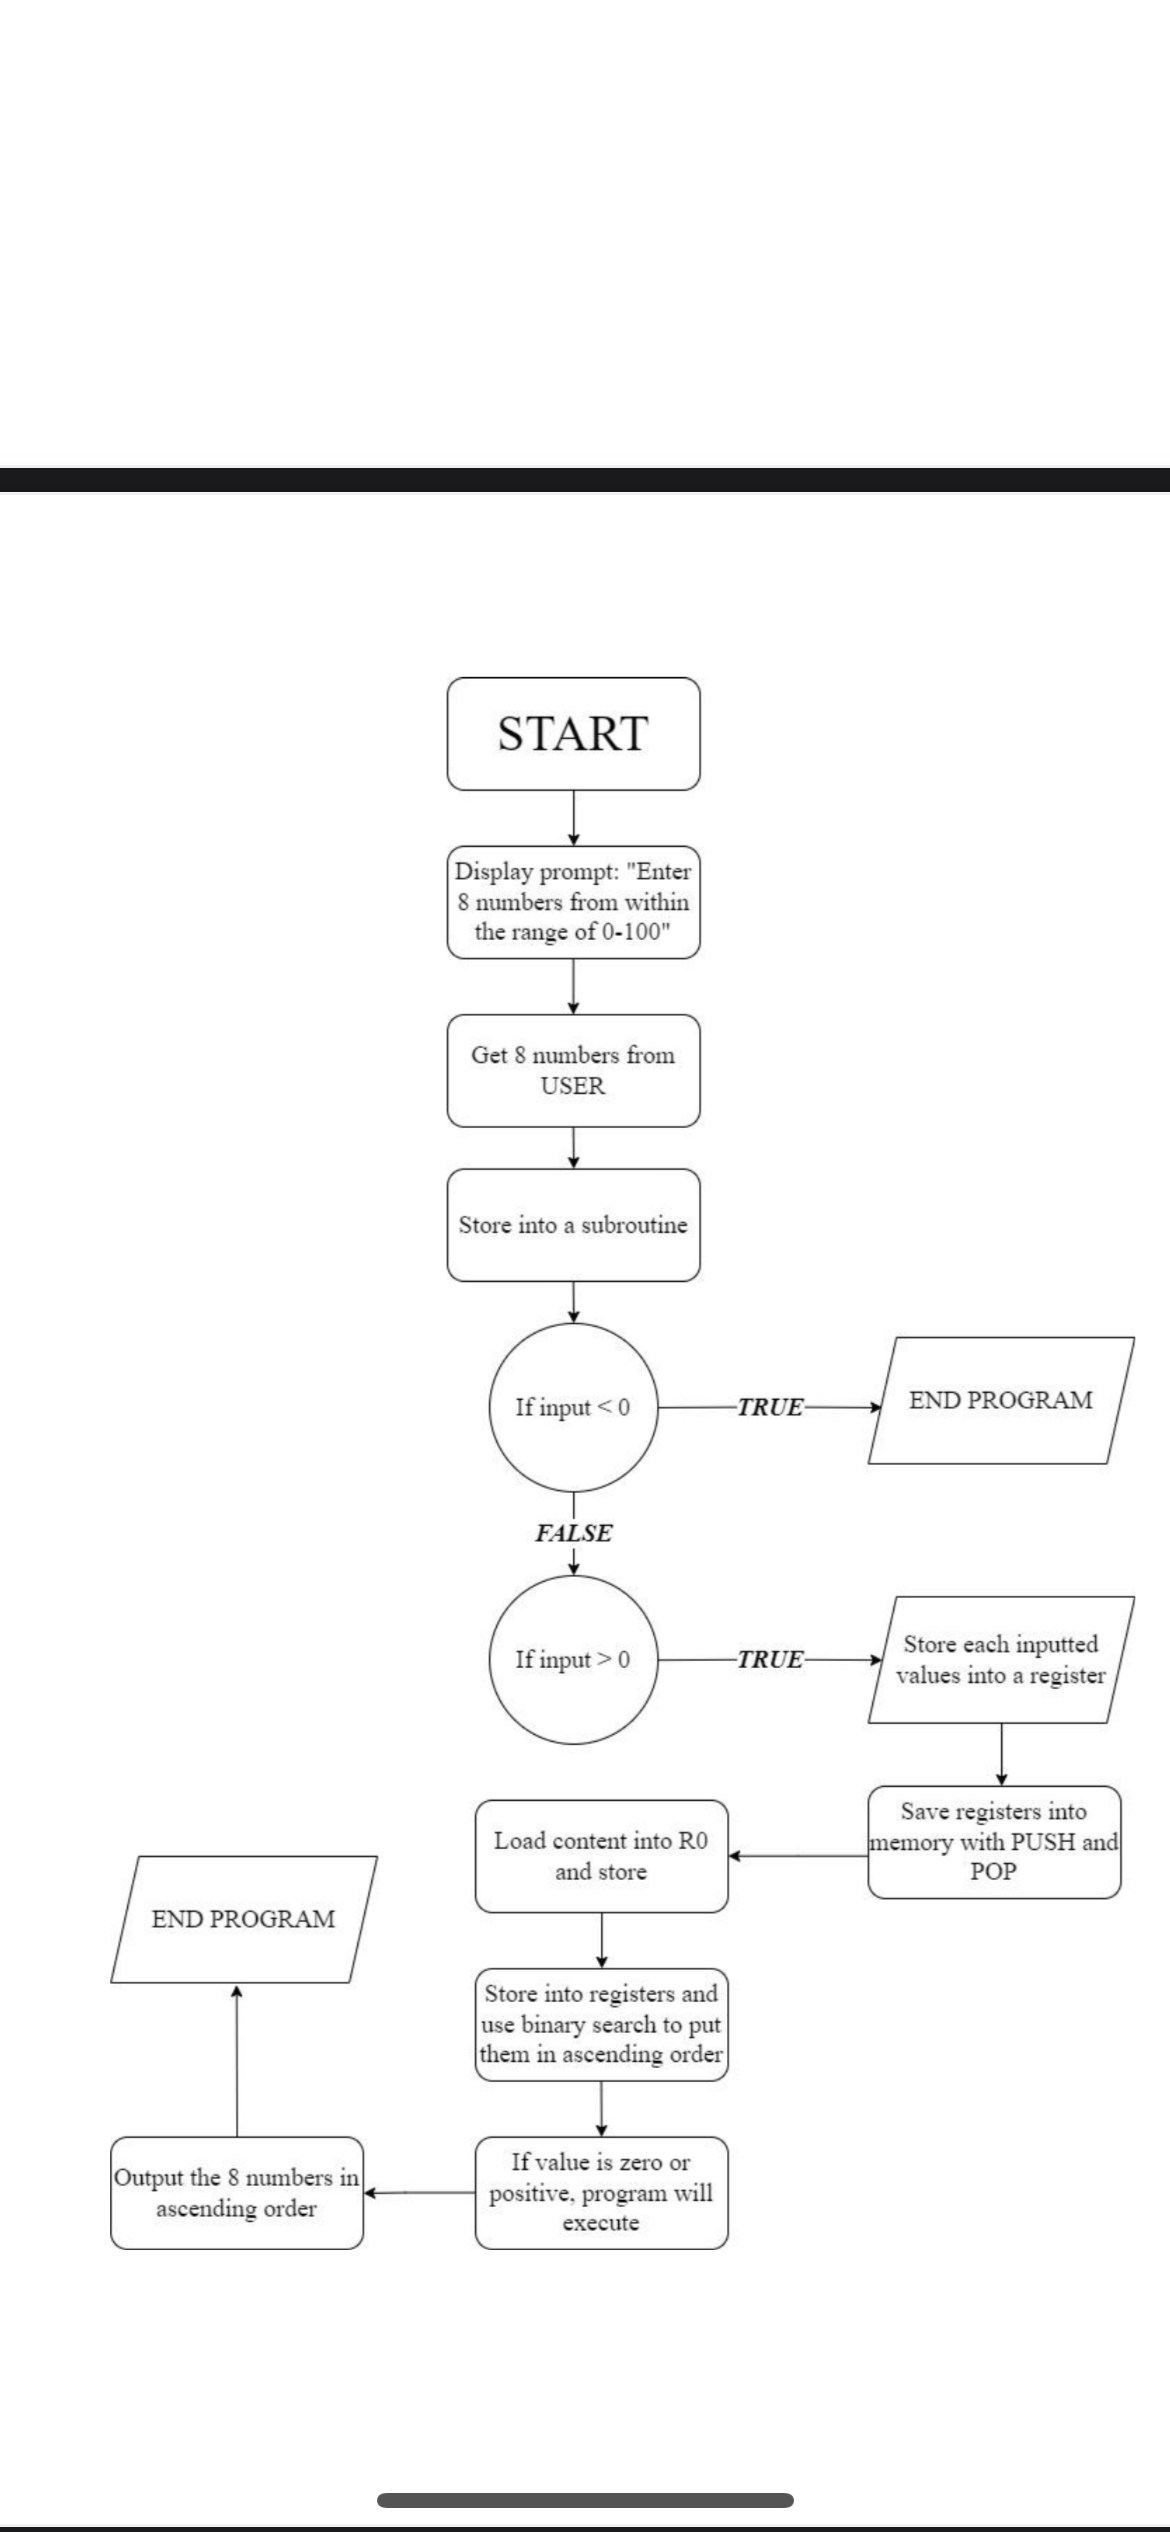 START
Display prompt: "Enter
8 numbers from within
the range of 0-100"
Get 8 numbers from
USER
Store into a subroutine
If input < 0
TRUE
END PROGRAM
FALSE
If input > 0
TRUE
Store each inputted
values into a register
Save registers into
memory with PUSH and
POP
Load content into R0
and store
Store into registers and
use binary search to put
them in ascending order
If value is zero or
positive, program will
execute
Output the 8 numbers in
ascending order
END PROGRAM